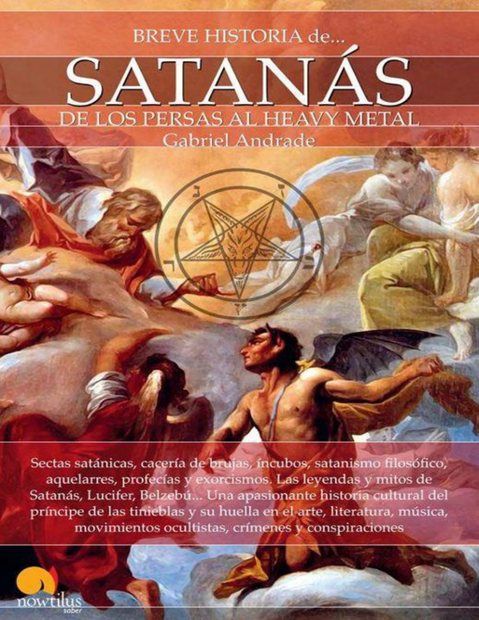 BREVE HISTORIA de...
SATANÁS
DE LOS PERSAS AL HEAVY METAL
Gabriel Andrade
Sectas satánicas, cacería de brujas, íncubos, satanismo filosófico,
aquelarres, profecías y exorcismos. Las leyendas y mitos de
Satanás, Lucifer, Belzebú... Una apasionante historia cultural del
príncipe de las tinieblas y su huella en el arte, literatura, música,
movimientos ocultistas, crímenes y conspiraciones
nowtilus
saber